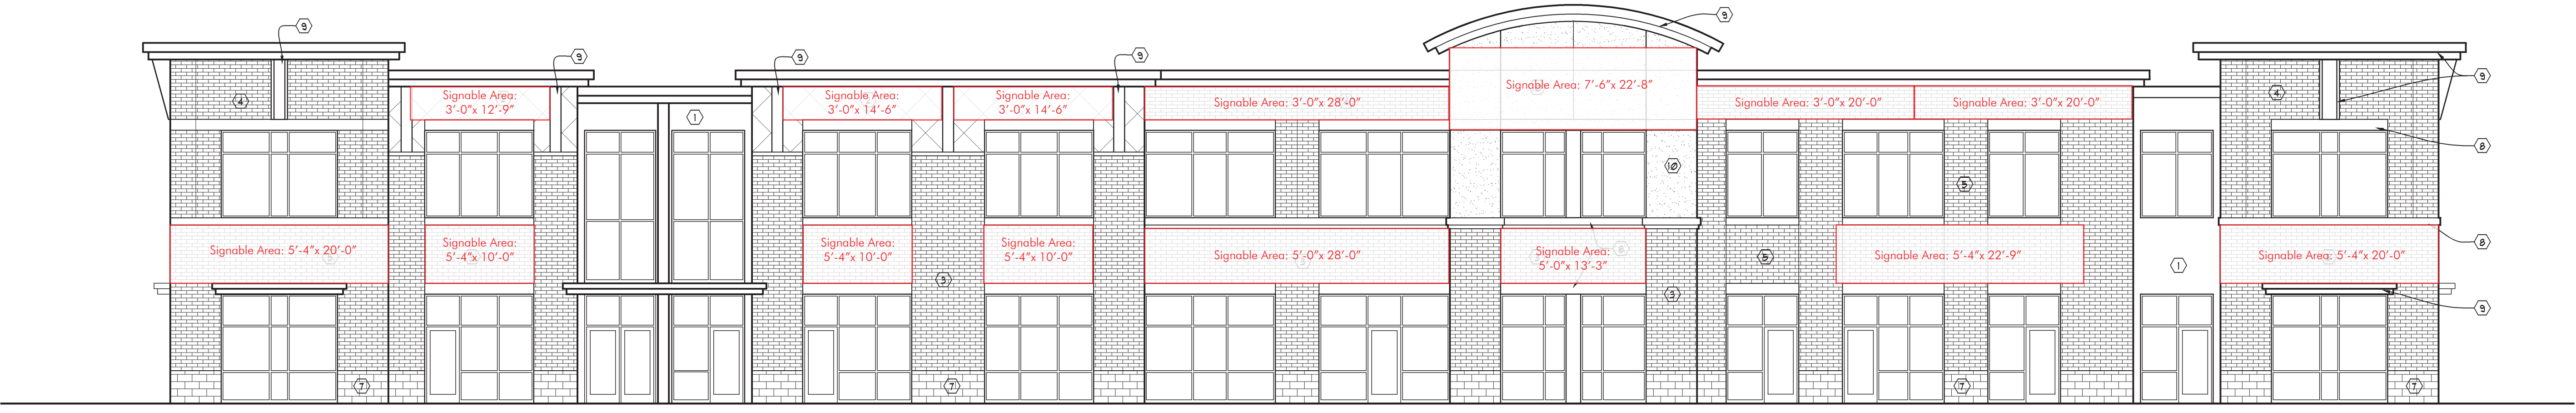 9
9
9
9
9
9
4
4
1
Signable Area:
3’-0”x 12’-9”
Signable Area:
3’-0”x 14’-6”
Signable Area:
3’-0”x 14’-6”
Signable Area: 3’-0”x 28’-0”
Signable Area: 7’-6”x 22’-8”
Signable Area: 3’-0”x 20’-0”
Signable Area: 3’-0”x 20’-0”
8
10
5
Signable Area: 5’-4”x 20’-0”
Signable Area:
5’-4”x 10’-0”
Signable Area:
5’-4”x 10’-0”
Signable Area:
5’-4”x 10’-0”
Signable Area: 5’-0”x 28’-0”
Signable Area:
5’-0”x 13’-3”
Signable Area: 5’-4”x 22’-9”
Signable Area: 5’-4”x 20’-0”
8
5
1
3
3
9
7
7
7
7